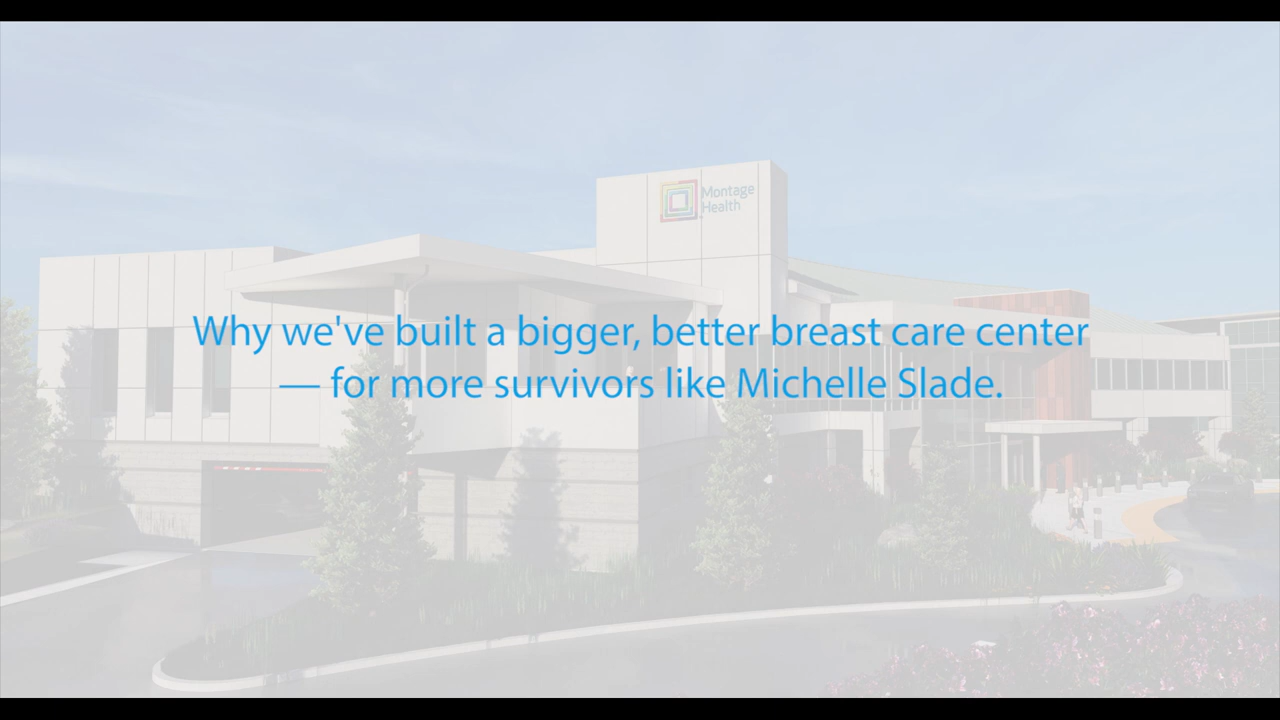 Montage
Health
Why we've built a bigger, better breast care center
— for more survivors like Michelle Slade.